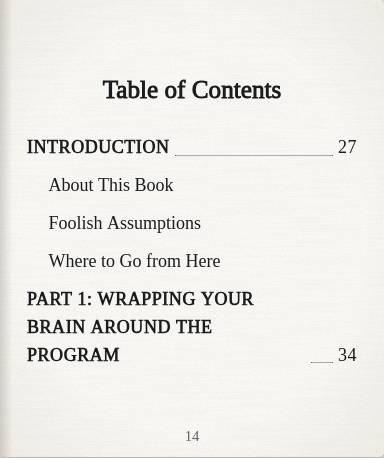 Table of Contents
INTRODUCTION 27
About This Book
Foolish Assumptions
Where to Go from Here
PART 1: WRAPPING YOUR
BRAIN AROUND THE
PROGRAM 34
14